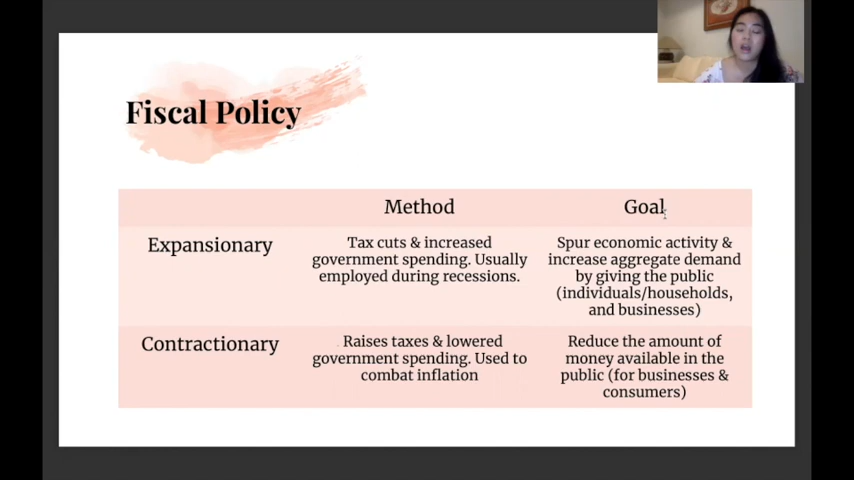 Fiscal Policy
Method
Goal
Expansionary
Tax cuts & increased
government spending. Usually
employed during recessions.
Spur economic activity &
increase aggregate demand
by giving the public
(individuals/households,
and businesses)
Contractionary
Raises taxes & lowered
government spending. Used to
combat inflation
Reduce the amount of
money available in the
public (for businesses &
consumers)